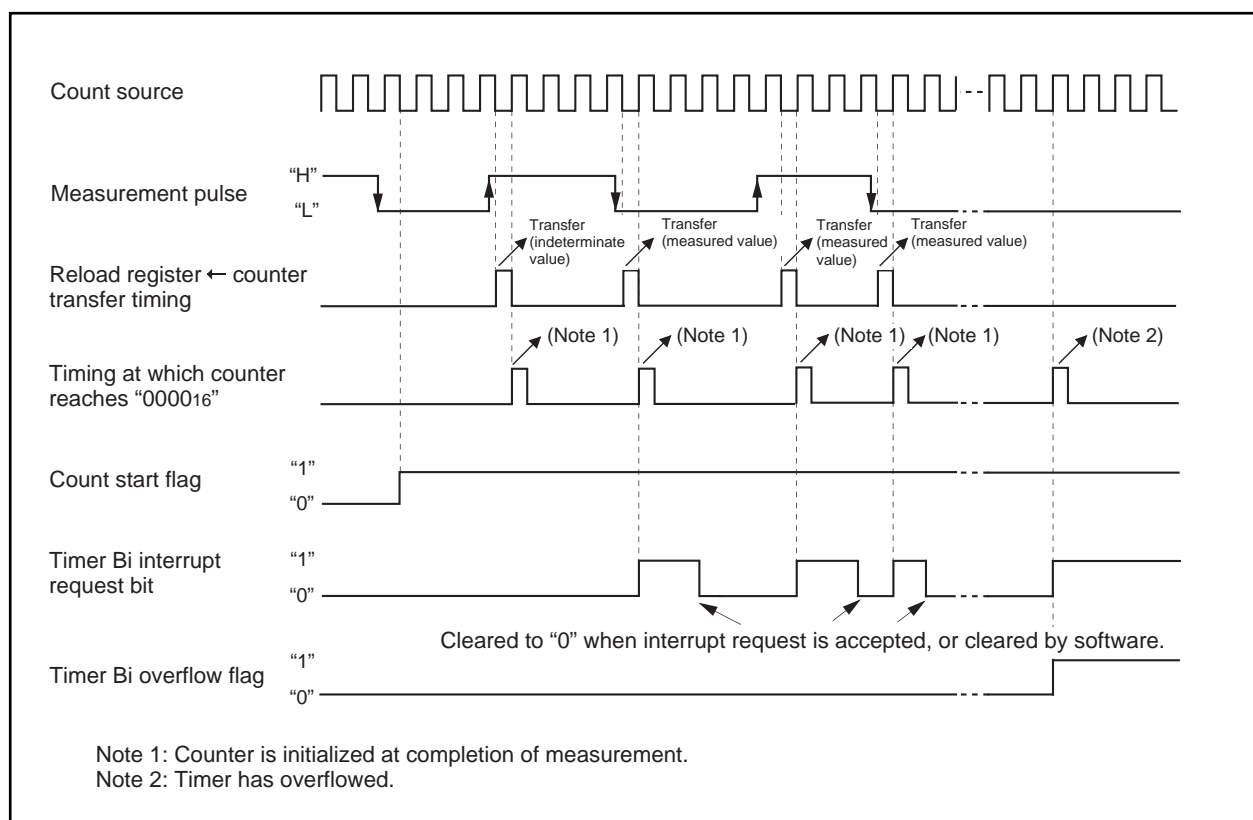 Count source
Measurement pulse
“H”
“L”
Transfer
(indeterminate
value)
Transfer
(measured value)
Transfer
(measured
value)
Transfer
(measured value)
Reload register ← counter
transfer timing
(Note 1)
(Note 1)
(Note 1)
(Note 1)
(Note 2)
Timing at which counter
reaches “000016”
Count start flag
“1”
“0”
Timer Bi interrupt
request bit
“1”
“0”
Cleared to “0” when interrupt request is accepted, or cleared by software.
Timer Bi overflow flag
“1”
“0”
Note 1: Counter is initialized at completion of measurement.
Note 2: Timer has overflowed.